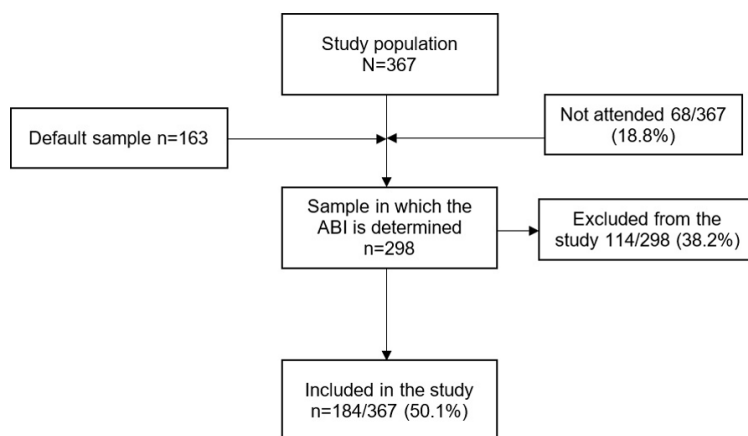 Study population
N=367
Default sample n=163
Not attended 68/367
(18.8%)
Sample in which the
ABI is determined
n=298
Excluded from the
study 114/298 (38.2%)
Included in the study
n=184/367 (50.1%)